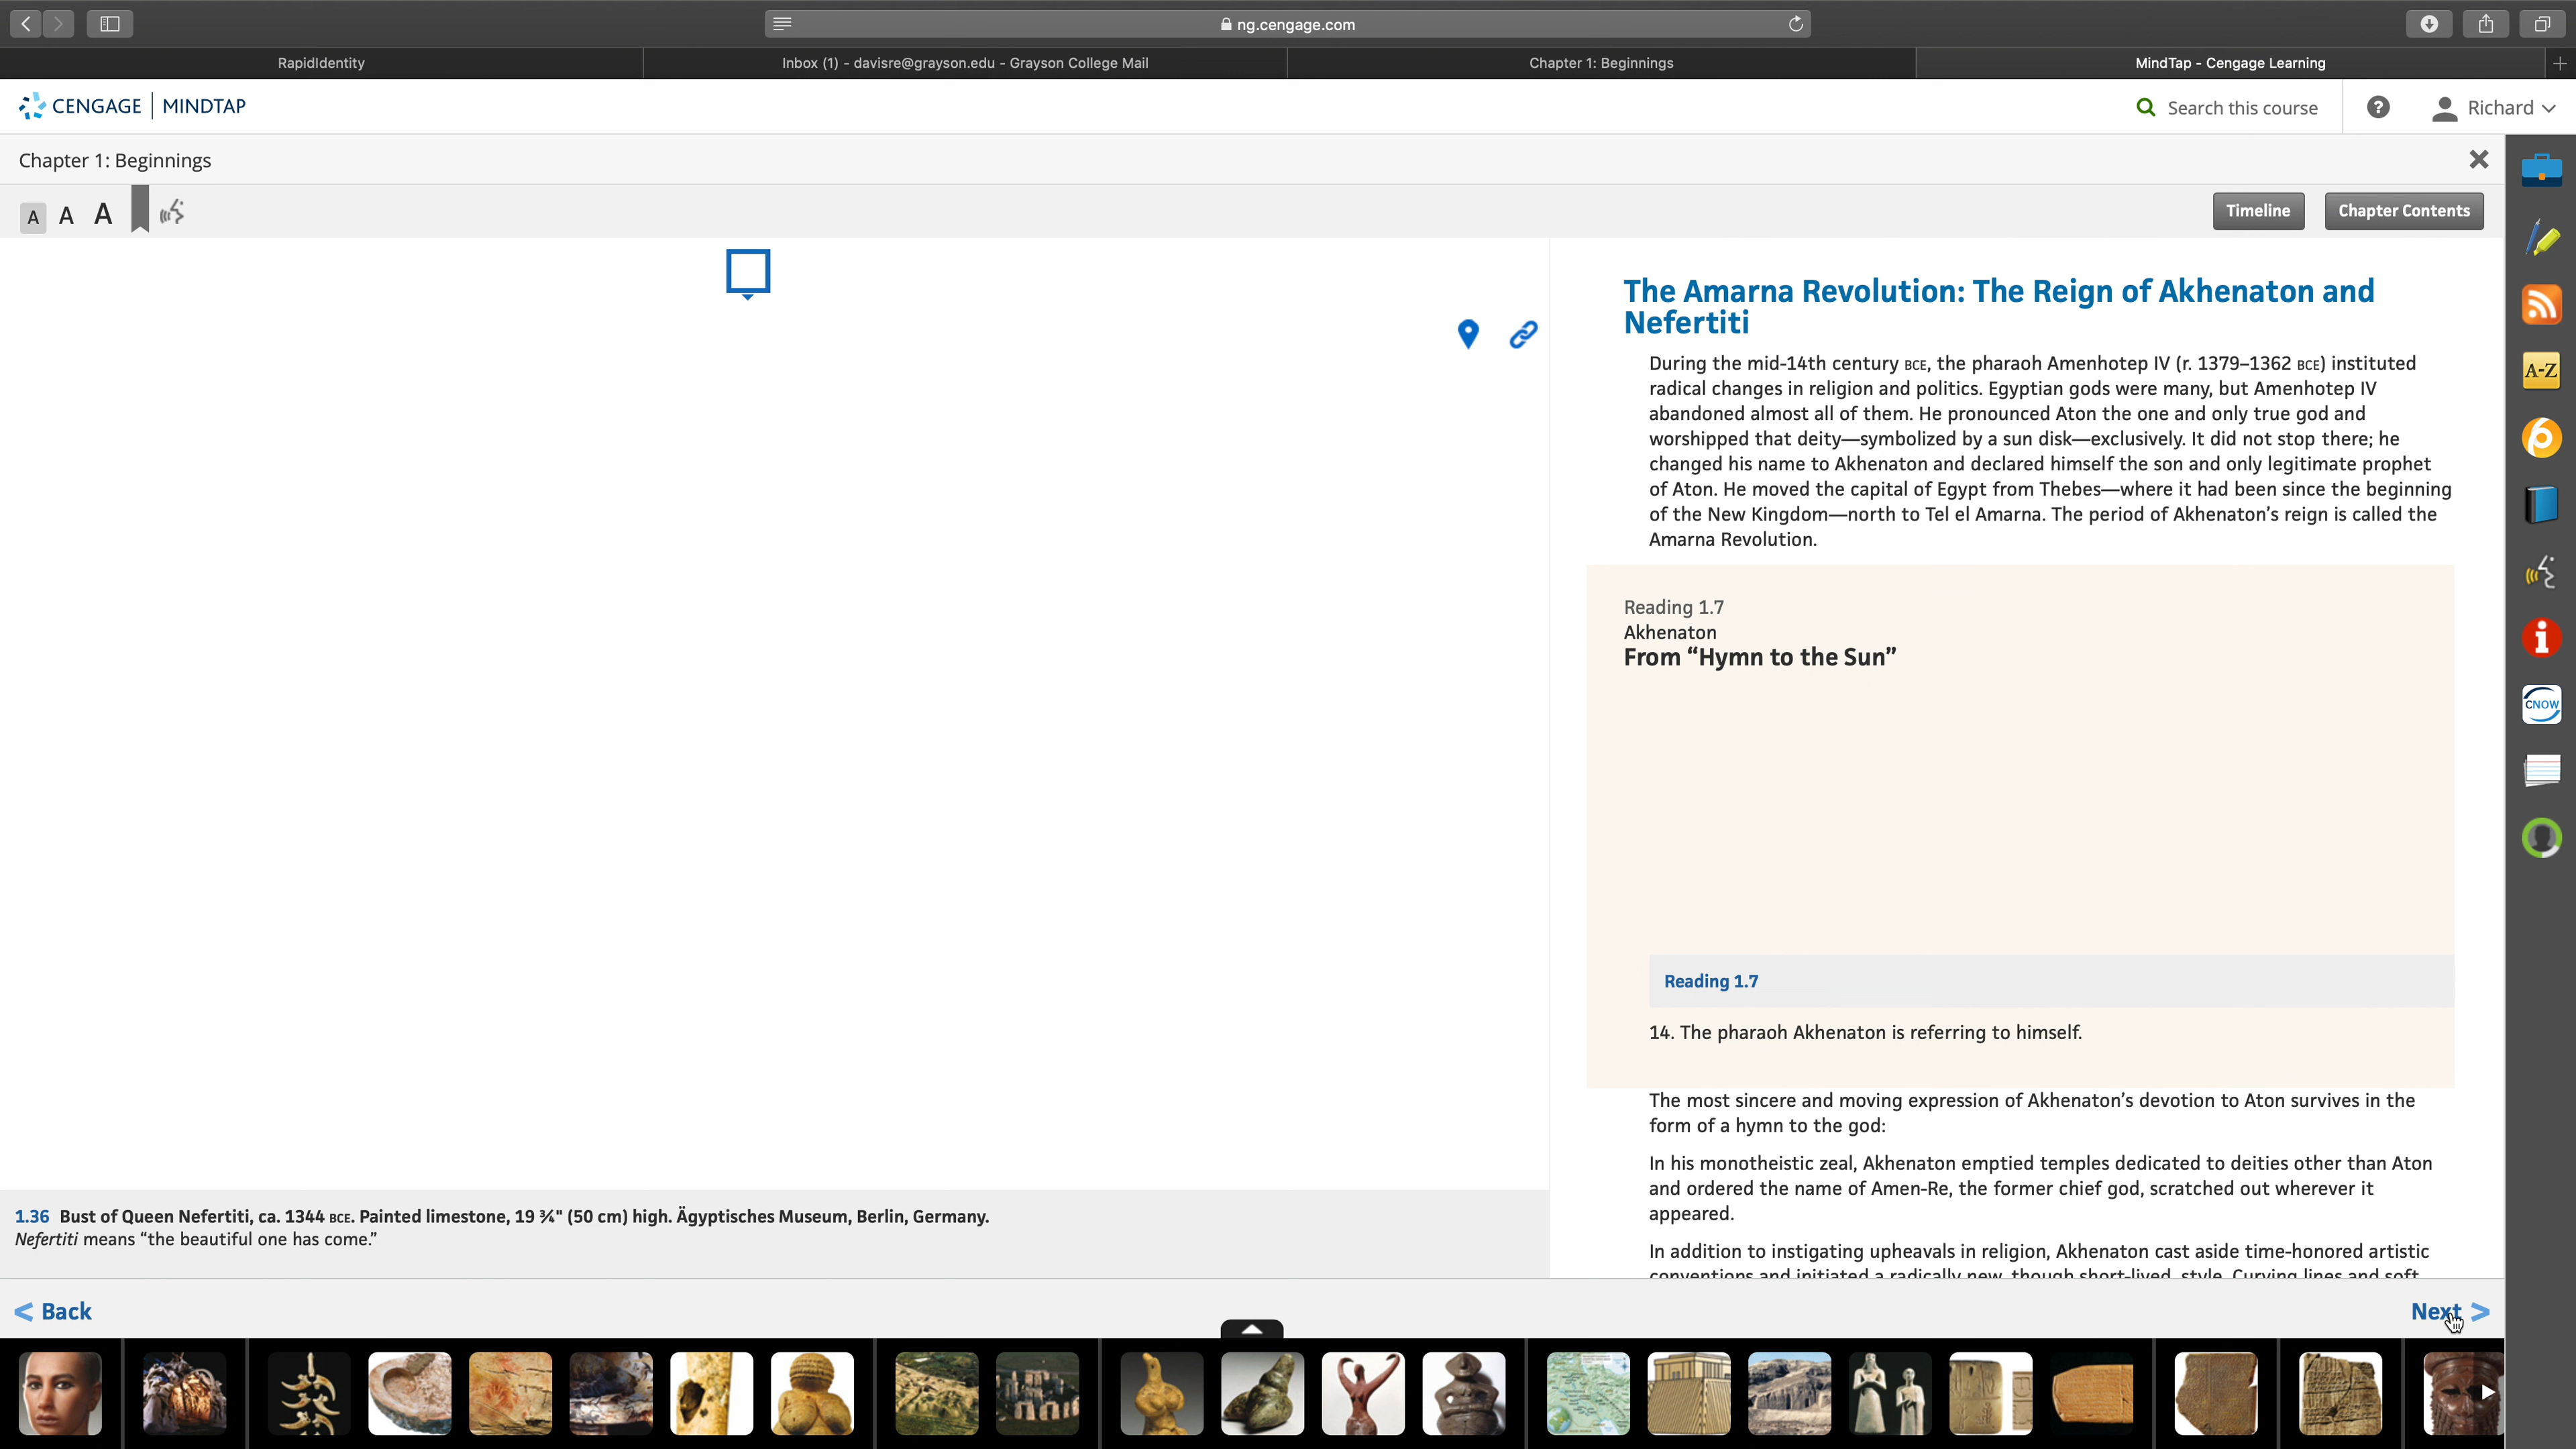 ng.cengage.com
RapidIdentity
Inbox (1) - davisre@grayson.edu - Grayson College Mail
Chapter 1: Beginnings
MindTap - Cengage Learning
CENGAGE | MINDTAP
Search this course
?
Richard
Chapter 1: Beginnings
A A A
Timeline
Chapter Contents
The Amarna Revolution: The Reign of Akhenaton and
Nefertiti
During the mid-14th century BCE, the pharaoh Amenhotep IV (r. 1379–1362 BCE) instituted
radical changes in religion and politics. Egyptian gods were many, but Amenhotep IV
abandoned almost all of them. He pronounced Aton the one and only true god and
worshipped that deity—symbolized by a sun disk—exclusively. It did not stop there; he
changed his name to Akhenaton and declared himself the son and only legitimate prophet
of Aton. He moved the capital of Egypt from Thebes—where it had been since the beginning
of the New Kingdom—north to Tel el Amarna. The period of Akhenaton's reign is called the
Amarna Revolution.
Reading 1.7
Akhenaton
From “Hymn to the Sun”
Reading 1.7
14. The pharaoh Akhenaton is referring to himself.
The most sincere and moving expression of Akhenaton's devotion to Aton survives in the
form of a hymn to the god:
In his monotheistic zeal, Akhenaton emptied temples dedicated to deities other than Aton
and ordered the name of Amen-Re, the former chief god, scratched out wherever it
appeared.
In addition to instigating upheavals in religion, Akhenaton cast aside time-honored artistic
conventions and initiated a radically new, though short-lived, style. Curving lines and soft
1.36 Bust of Queen Nefertiti, ca. 1344 BCE. Painted limestone, 19 ¾" (50 cm) high. Ägyptisches Museum, Berlin, Germany.
Nefertiti means “the beautiful one has come.”
< Back
Next >
A-Z
CNOW